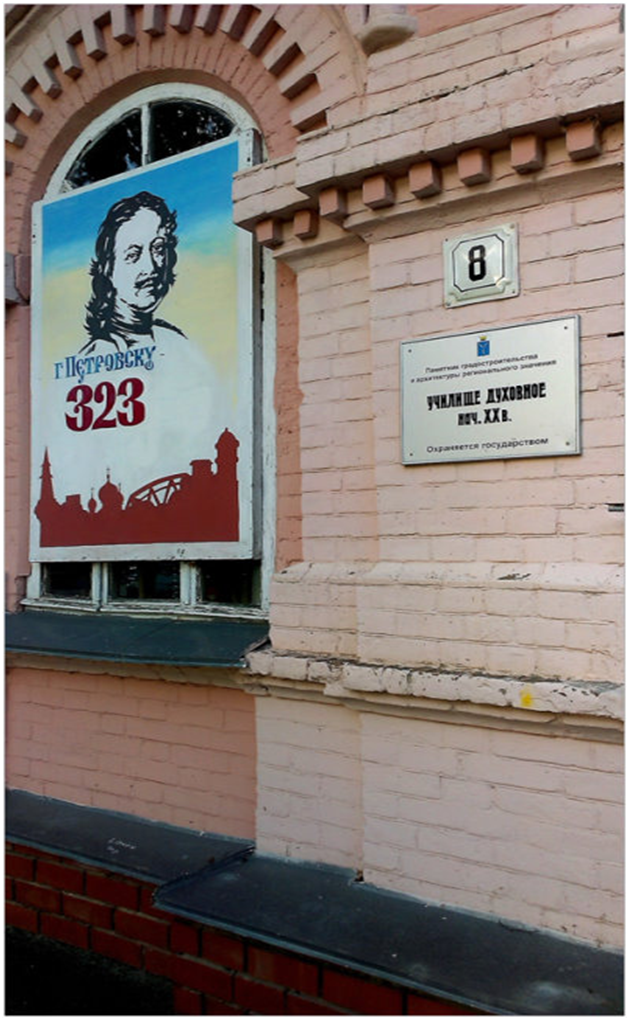 г. Петровску -
323
8
Памятник градостроительства
и архитектуры регионального значения
УЧИЛИЩЕ ДУХОВНОЕ
нач. XX в.
Охраняется государством